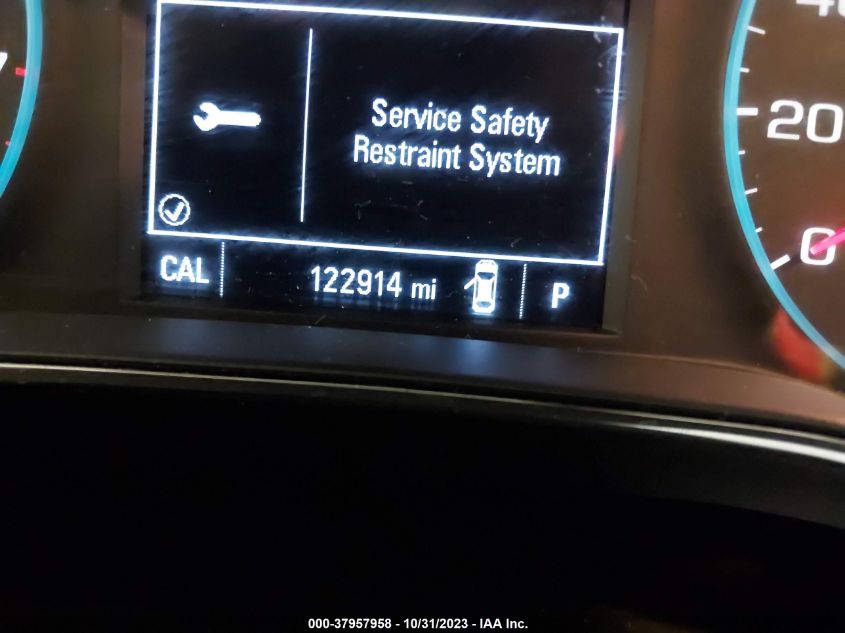 Service Safety
Restraint System
CAL 122914 mi P
20
0
000-37957958 - 10/31/2023 - IAA Inc.